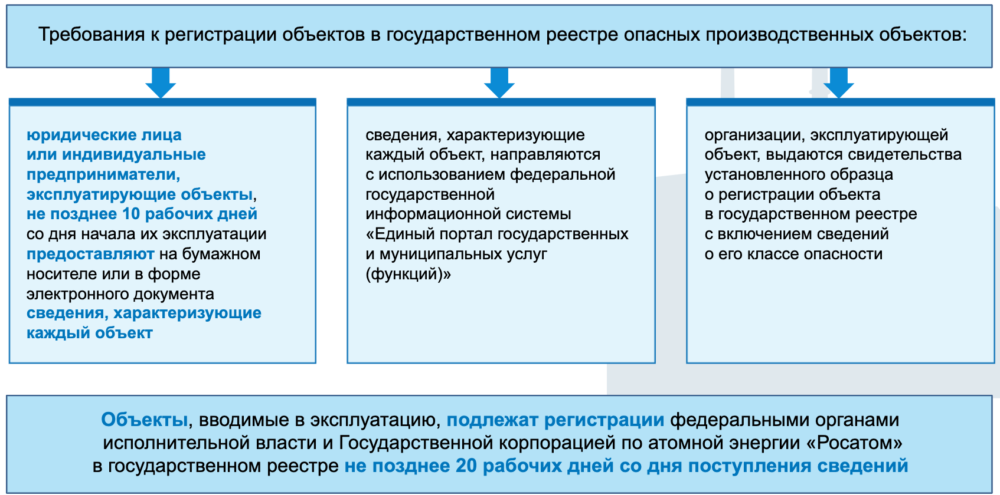 Требования к регистрации объектов в государственном реестре опасных производственных объектов:
юридические лица
или индивидуальные
предприниматели,
эксплуатирующие объекты,
не позднее 10 рабочих дней
со дня начала их эксплуатации
предоставляют на бумажном
носителе или в форме
электронного документа
сведения, характеризующие
каждый объект
сведения, характеризующие
каждый объект, направляются
с использованием федеральной
государственной
информационной системы
«Единый портал государственных
и муниципальных услуг
(функций)»
организации, эксплуатирующей
объект, выдаются свидетельства
установленного образца
о регистрации объекта
в государственном реестре
с включением сведений
о его классе опасности
Объекты, вводимые в эксплуатацию, подлежат регистрации федеральными органами
исполнительной власти и Государственной корпорацией по атомной энергии «Росатом»
в государственном реестре не позднее 20 рабочих дней со дня поступления сведений